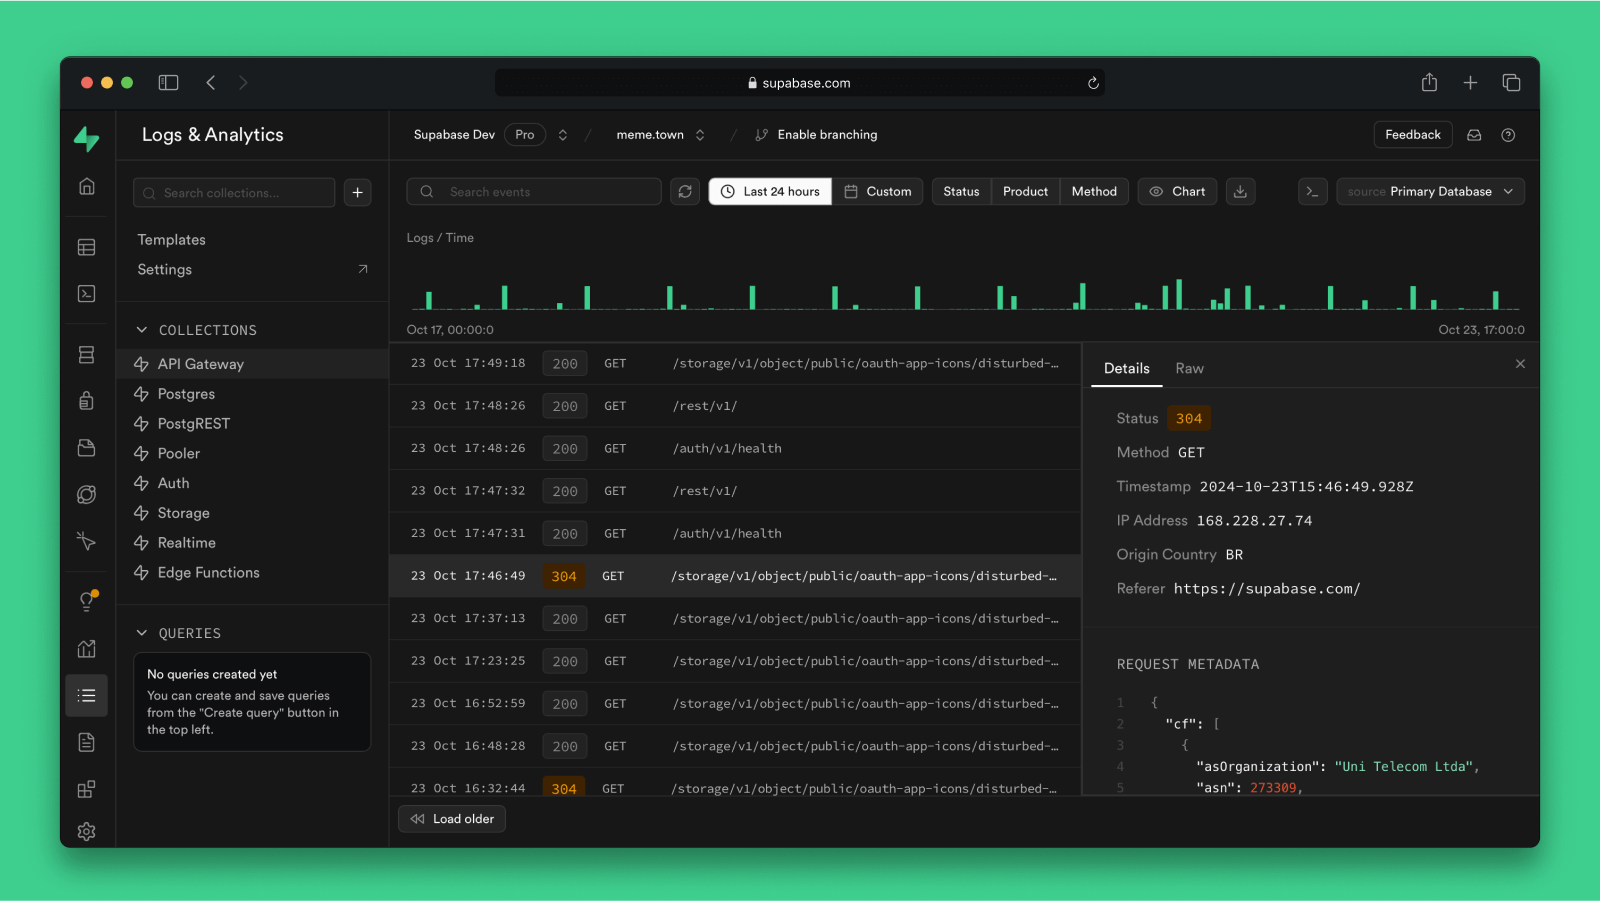 supabase.com
Logs & Analytics
Supabase Dev Pro / meme.town / Enable branching Feedback
Search collections...
Templates
Settings
COLLECTIONS
API Gateway
Postgres
PostgREST
Pooler
Auth
Storage
Realtime
Edge Functions
QUERIES
No queries created yet
You can create and save queries
from the "Create query" button in
the top left.
Search events Last 24 hours Custom Status Product Method Chart source Primary Database
Logs / Time
Oct 17, 00:00:0 Oct 23, 17:00:0
23 Oct 17:49:18 200 GET /storage/v1/object/public/oauth-app-icons/disturbed-…
23 Oct 17:48:26 200 GET /rest/v1/
23 Oct 17:48:26 200 GET /auth/v1/health
23 Oct 17:47:32 200 GET /rest/v1/
23 Oct 17:47:31 200 GET /auth/v1/health
23 Oct 17:46:49 304 GET /storage/v1/object/public/oauth-app-icons/disturbed-…
23 Oct 17:37:13 200 GET /storage/v1/object/public/oauth-app-icons/disturbed-…
23 Oct 17:23:25 200 GET /storage/v1/object/public/oauth-app-icons/disturbed-…
23 Oct 16:52:59 200 GET /storage/v1/object/public/oauth-app-icons/disturbed-…
23 Oct 16:48:28 200 GET /storage/v1/object/public/oauth-app-icons/disturbed-…
23 Oct 16:32:44 304 GET /storage/v1/object/public/oauth-app-icons/disturbed-…
Load older
Details Raw
Status 304
Method GET
Timestamp 2024-10-23T15:46:49.928Z
IP Address 168.228.27.74
Origin Country BR
Referer https://supabase.com/
REQUEST METADATA
1 {
2 "cf": [
3 {
4 "asOrganization": "Uni Telecom Ltda",
5 "asn": 273309,